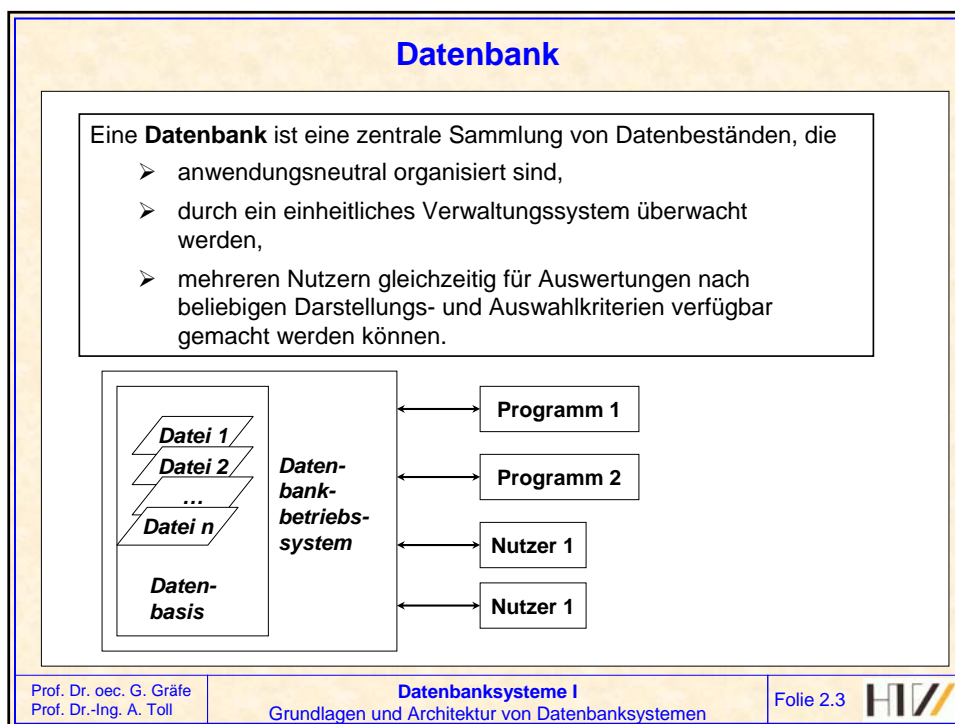 Datenbank
Eine Datenbank ist eine zentrale Sammlung von Datenbeständen, die
➢ anwendungsneutral organisiert sind,
➢ durch ein einheitliches Verwaltungssystem überwacht
werden,
➢ mehreren Nutzern gleichzeitig für Auswertungen nach
beliebigen Darstellungs- und Auswahlkriterien verfügbar
gemacht werden können.
Datei 1
Datei 2
…
Datei n
Daten-
basis
Daten-
bank-
betriebs-
system
Programm 1
Programm 2
Nutzer 1
Nutzer 1
Prof. Dr. oec. G. Gräfe
Prof. Dr.-Ing. A. Toll
Datenbanksysteme I
Grundlagen und Architektur von Datenbanksystemen
Folie 2.3
HTW